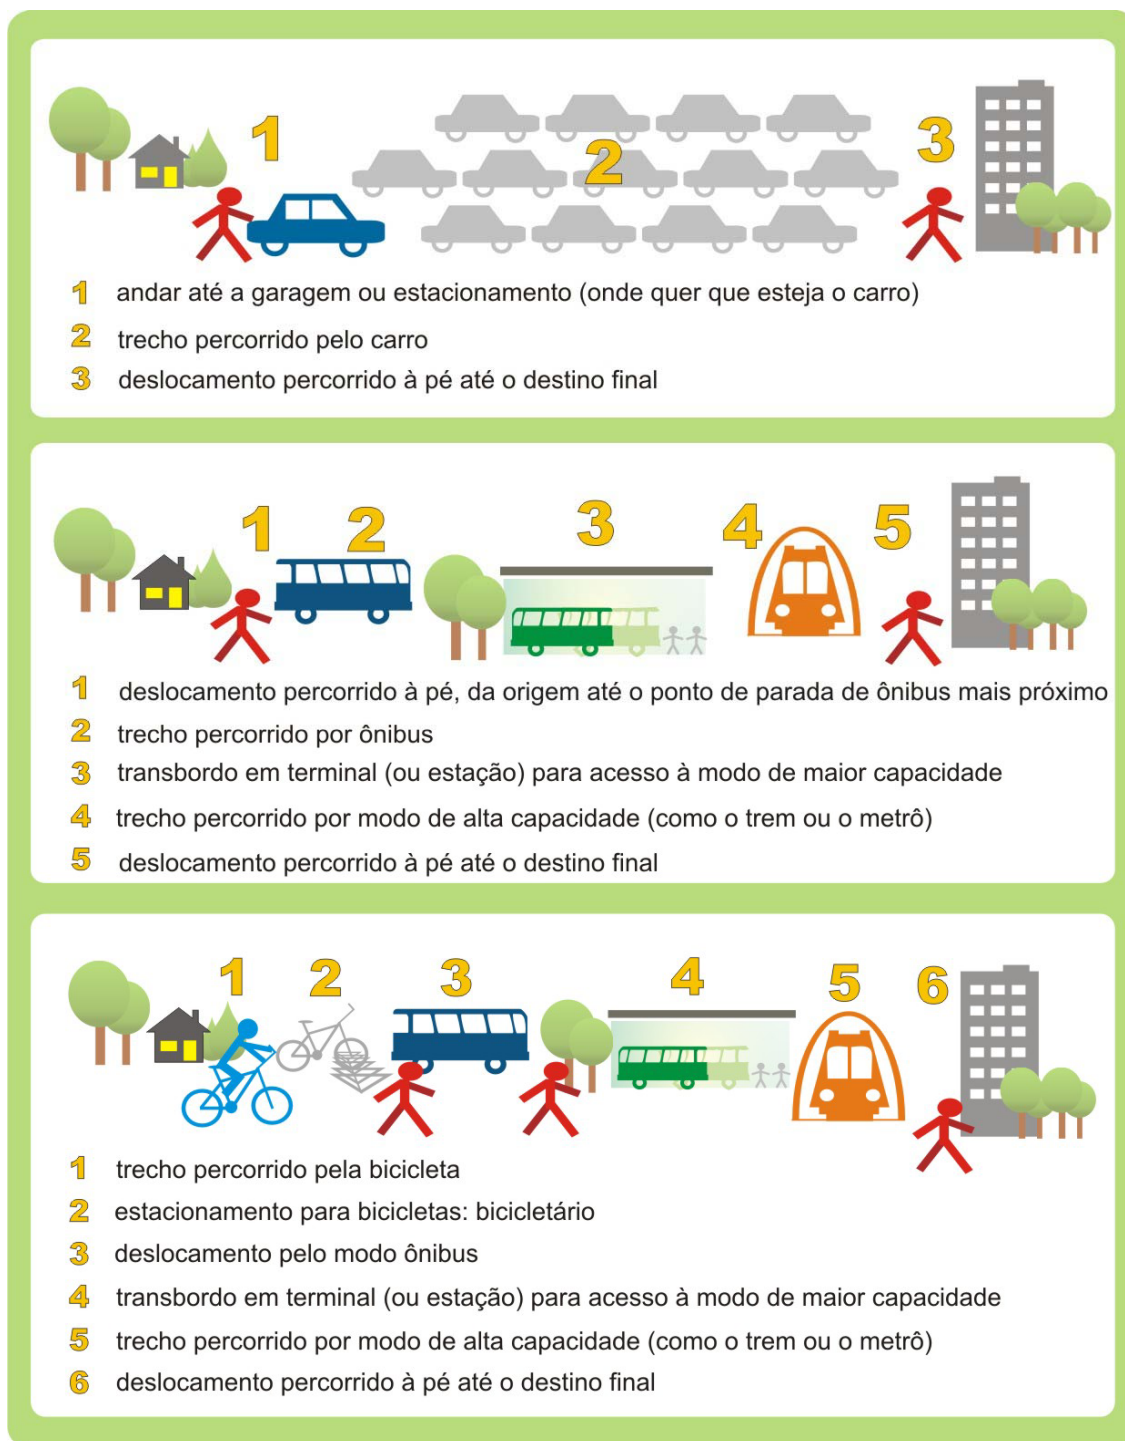 1
2
3
1 andar até a garagem ou estacionamento (onde quer que esteja o carro)
2 trecho percorrido pelo carro
3 deslocamento percorrido à pé até o destino final
1 2 3 4 5
1 deslocamento percorrido à pé, da origem até o ponto de parada de ônibus mais próximo
2 trecho percorrido por ônibus
3 transbordo em terminal (ou estação) para acesso à modo de maior capacidade
4 trecho percorrido por modo de alta capacidade (como o trem ou o metrô)
5 deslocamento percorrido à pé até o destino final
1 2 3 4 5 6
1 trecho percorrido pela bicicleta
2 estacionamento para bicicletas: bicicletário
3 deslocamento pelo modo ônibus
4 transbordo em terminal (ou estação) para acesso à modo de maior capacidade
5 trecho percorrido por modo de alta capacidade (como o trem ou o metrô)
6 deslocamento percorrido à pé até o destino final